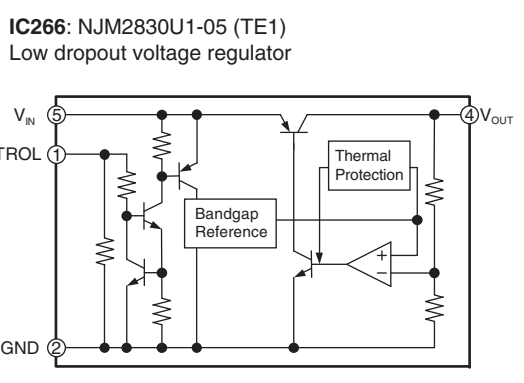 IC266: NJM2830U1-05 (TE1)
Low dropout voltage regulator
VIN 5
4 VOUT
TROL 1
Thermal
Protection
Bandgap
Reference
+
−
GND 2